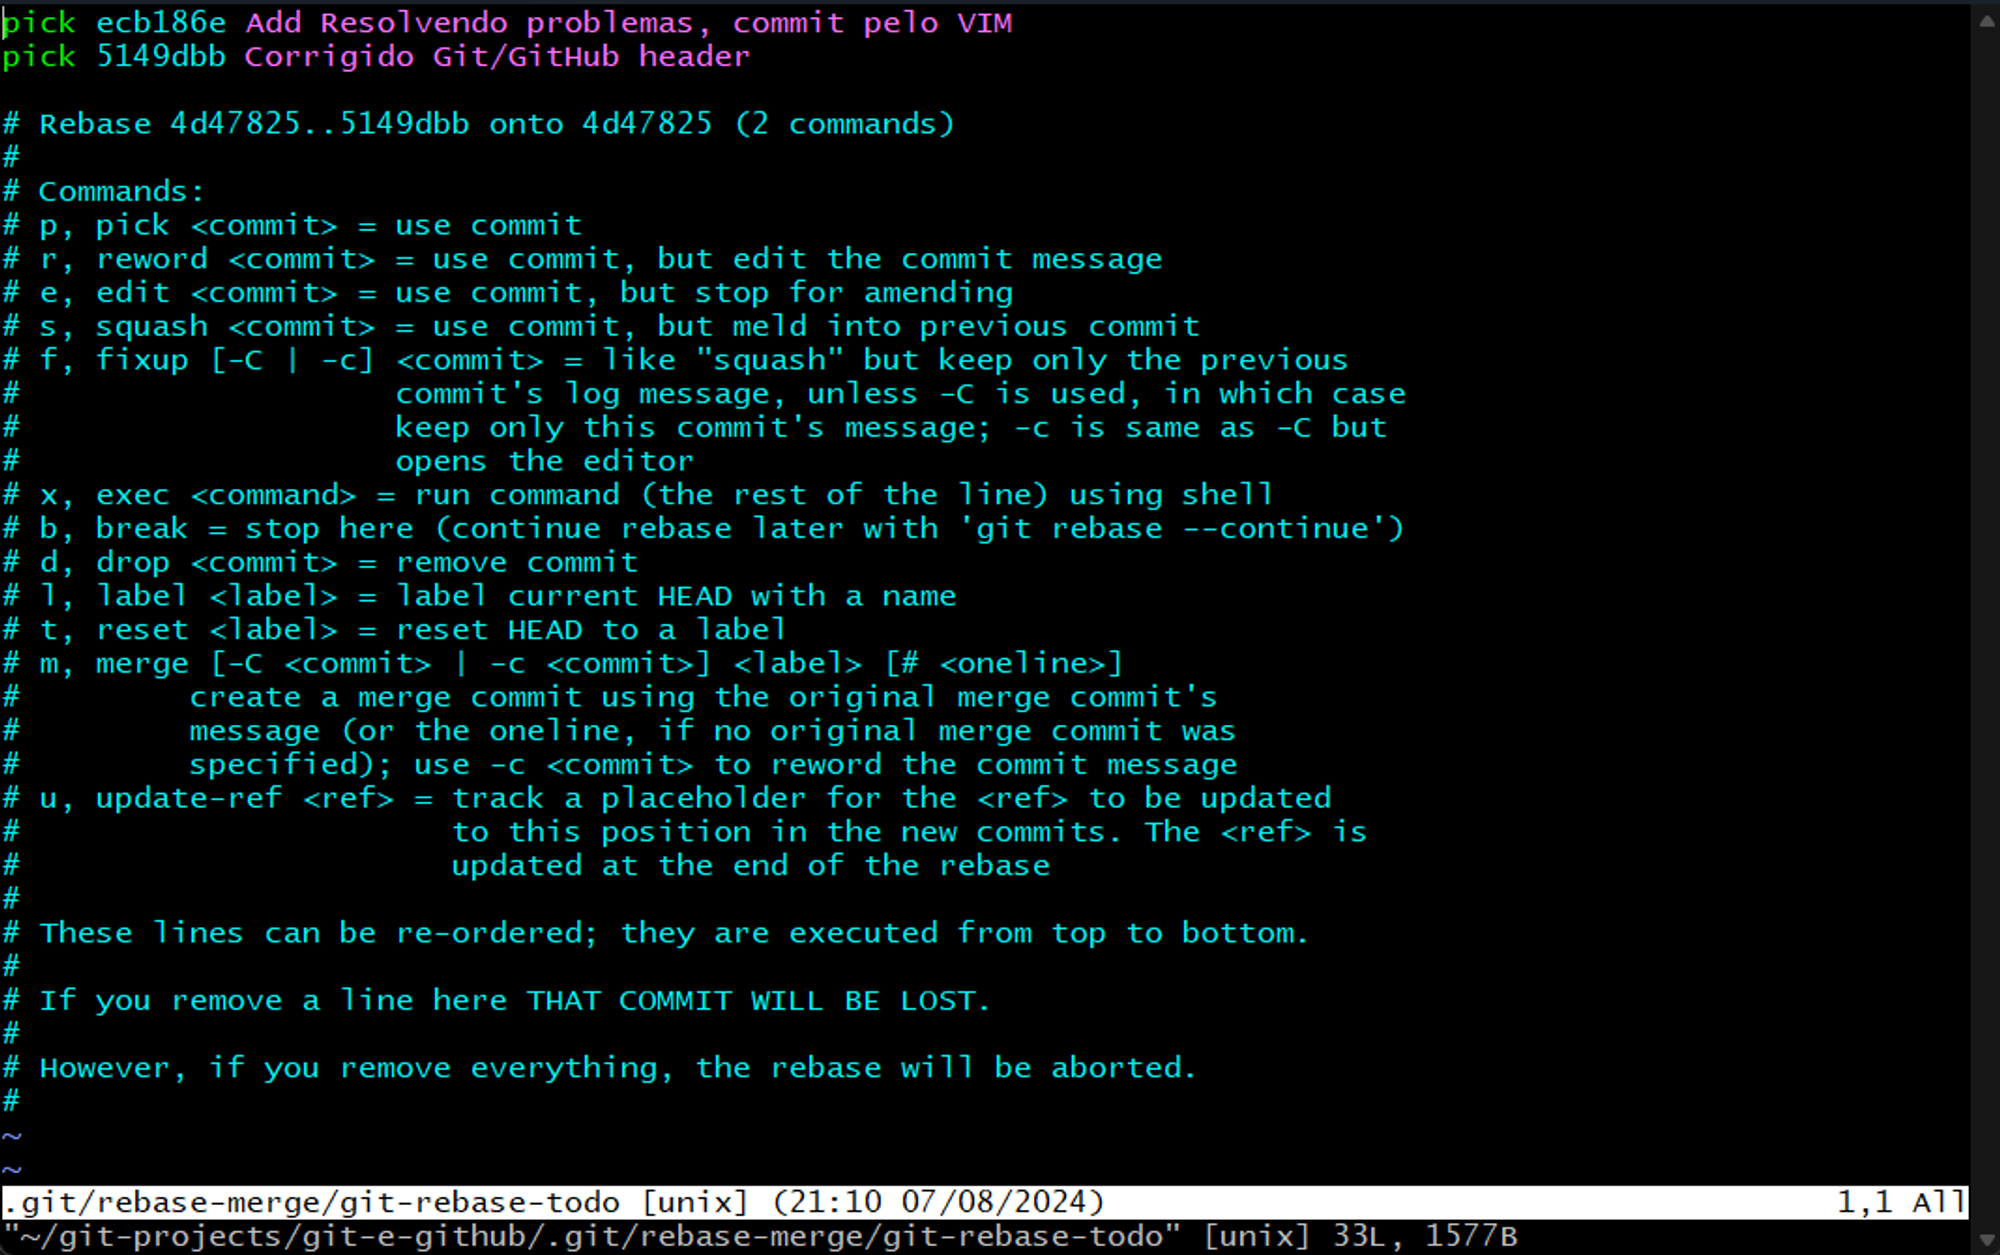 pick ecb186e Add Resolvendo problemas, commit pelo VIM
pick 5149dbb Corrigido Git/GitHub header

# Rebase 4d47825..5149dbb onto 4d47825 (2 commands)
#
# Commands:
# p, pick <commit> = use commit
# r, reword <commit> = use commit, but edit the commit message
# e, edit <commit> = use commit, but stop for amending
# s, squash <commit> = use commit, but meld into previous commit
# f, fixup [-C | -c] <commit> = like "squash" but keep only the previous
#                    commit's log message, unless -C is used, in which case
#                    keep only this commit's message; -c is same as -C but
#                    opens the editor
# x, exec <command> = run command (the rest of the line) using shell
# b, break = stop here (continue rebase later with 'git rebase --continue')
# d, drop <commit> = remove commit
# l, label <label> = label current HEAD with a name
# t, reset <label> = reset HEAD to a label
# m, merge [-C <commit> | -c <commit>] <label> [# <oneline>]
#         create a merge commit using the original merge commit's
#         message (or the oneline, if no original merge commit was
#         specified); use -c <commit> to reword the commit message
# u, update-ref <ref> = track a placeholder for the <ref> to be updated
#                       to this position in the new commits. The <ref> is
#                       updated at the end of the rebase
#
# These lines can be re-ordered; they are executed from top to bottom.
#
# If you remove a line here THAT COMMIT WILL BE LOST.
#
# However, if you remove everything, the rebase will be aborted.
#
~
~
.git/rebase-merge/git-rebase-todo [unix] (21:10 07/08/2024) 1,1 All
"~/git-projects/git-e-github/.git/rebase-merge/git-rebase-todo" [unix] 33L, 1577B